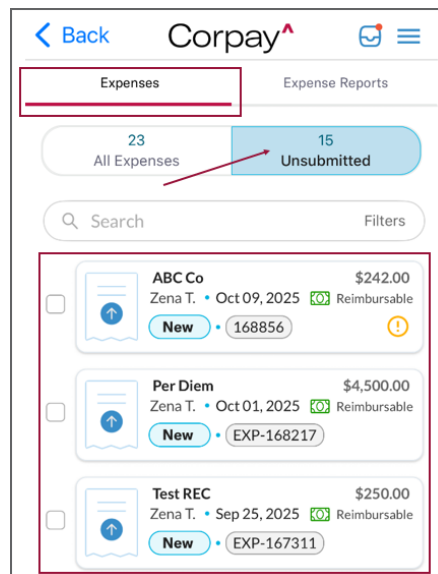 Back Corpay^
Expenses Expense Reports
23 15
All Expenses Unsubmitted
Search Filters
ABC Co $242.00
Zena T. • Oct 09, 2025 Reimbursable
New • 168856
Per Diem $4,500.00
Zena T. • Oct 01, 2025 Reimbursable
New • EXP-168217
Test REC $250.00
Zena T. • Sep 25, 2025 Reimbursable
New • EXP-167311